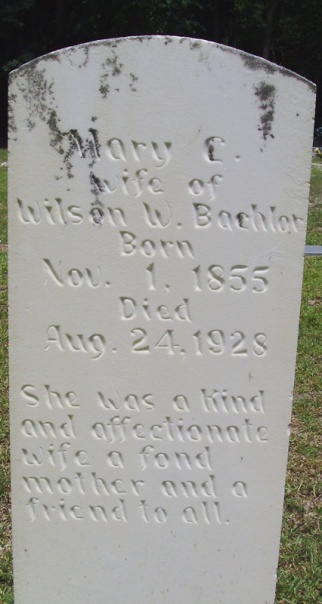 Mary C.
wife of
Wilson W. Bachlor
Born
Nov. 1, 1855
Died
Aug. 24, 1928
She was a kind
and affectionate
wife a fond
mother and a
friend to all.